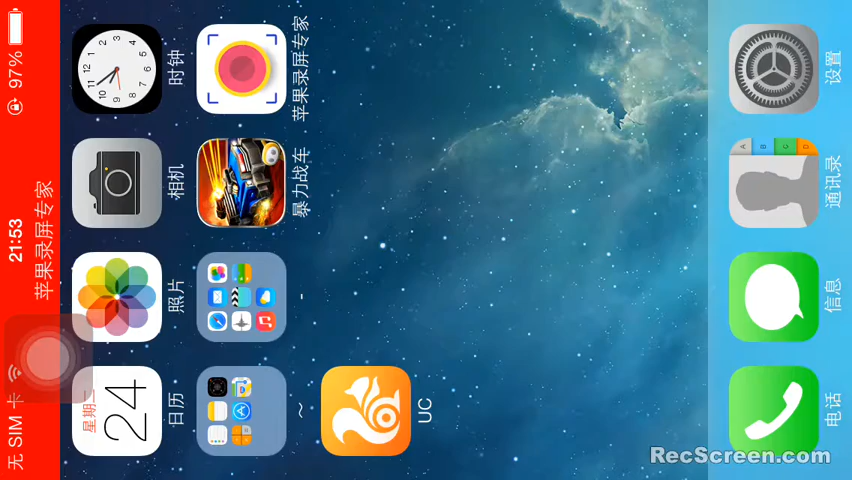 无 SIM 卡
21:53
97%
苹果录屏专家
星期二
24
日历
照片
相机
时钟
~
-
暴力战车
苹果录屏专家
UC
电话
信息
通讯录
设置
RecScreen.com